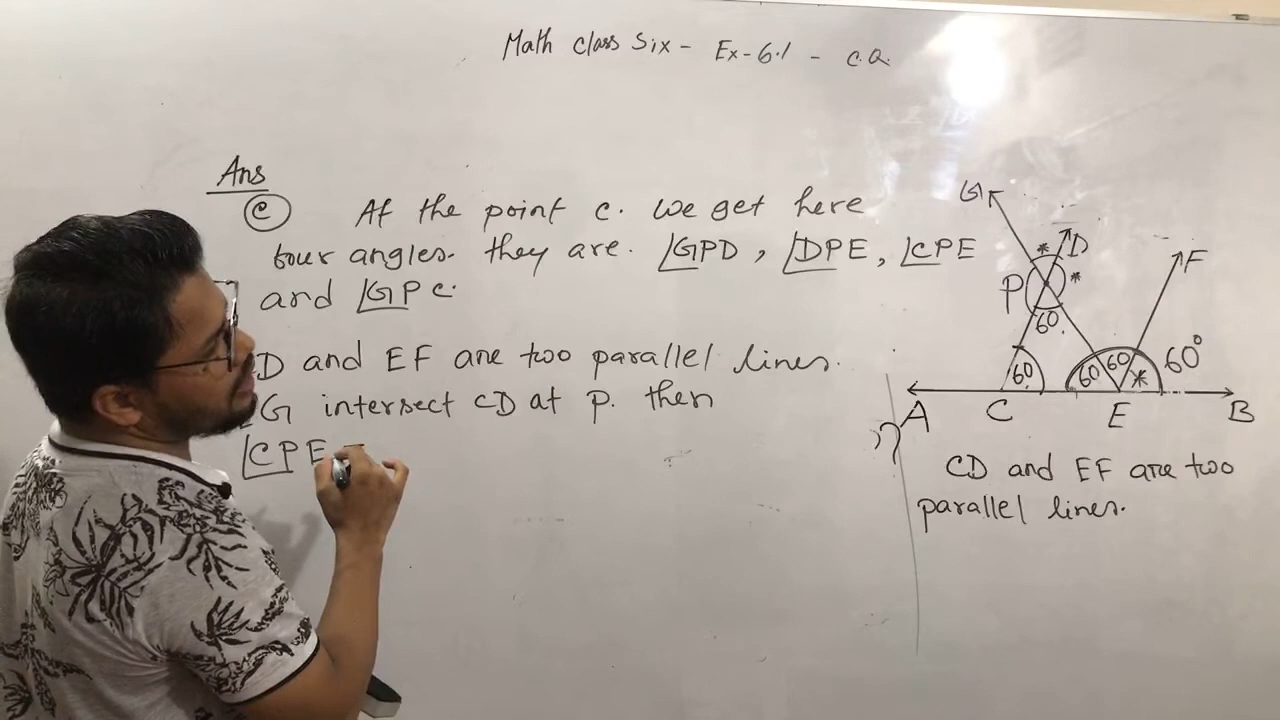 Math class Six - Ex-6.1 - C.Q.
Ans
(c) At the point c. we get here
four angles. they are. ∠GPD, ∠DPE, ∠CPE
and ∠GPC.
D and EF are two parallel lines.
G intersect CD at P. then
∠CPE =
G
* D
P *
F
60
60 60 60 * 60°
A C E B
CD and EF are two
parallel lines.